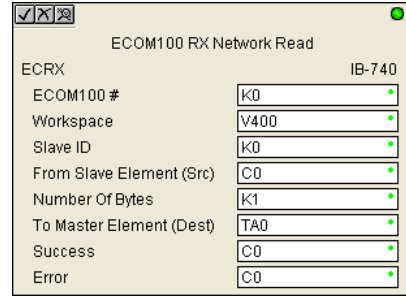 ECOM100 RX Network Read
ECRX IB-740
ECOM100 # K0
Workspace V400
Slave ID K0
From Slave Element (Src) C0
Number Of Bytes K1
To Master Element (Dest) TA0
Success C0
Error C0